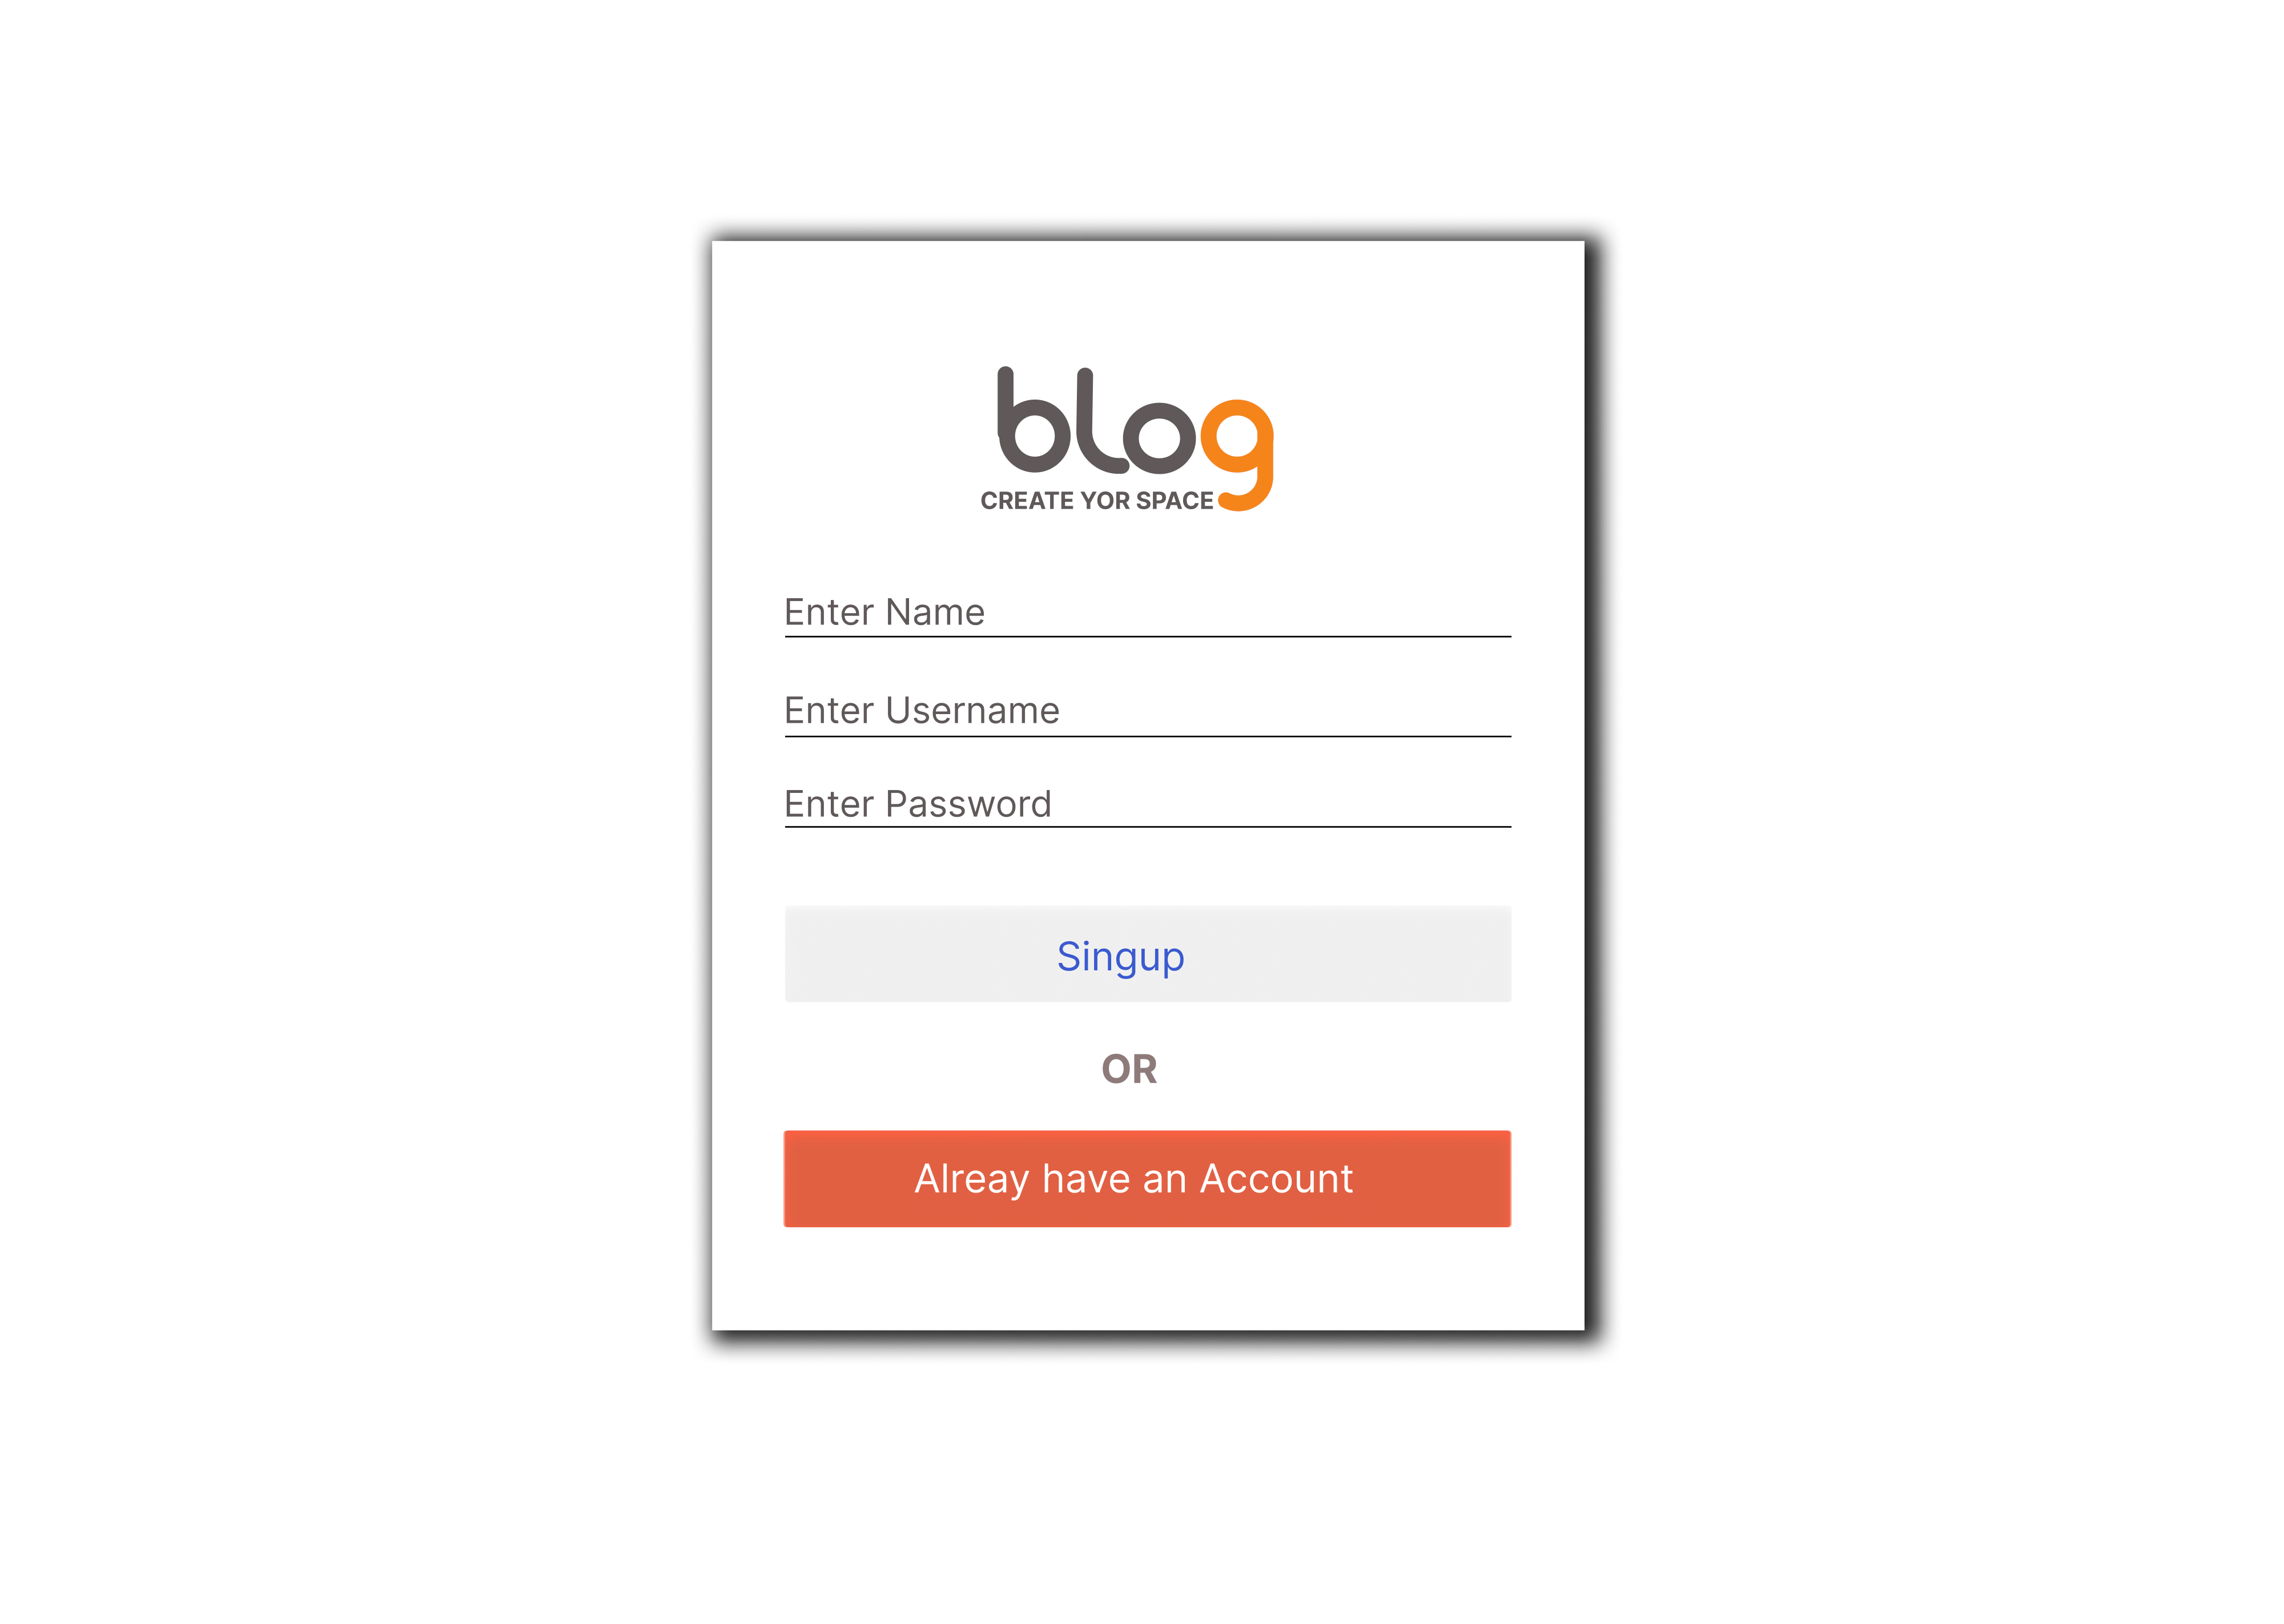 blog
CREATE YOR SPACE
Enter Name
Enter Username
Enter Password
Singup
OR
Alreay have an Account